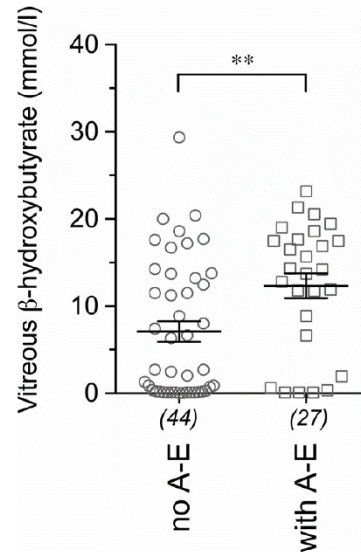 Vitreous β-hydroxybutyrate (mmol/l)
40
30
20
10
0
**
(44)
(27)
no A-E
with A-E